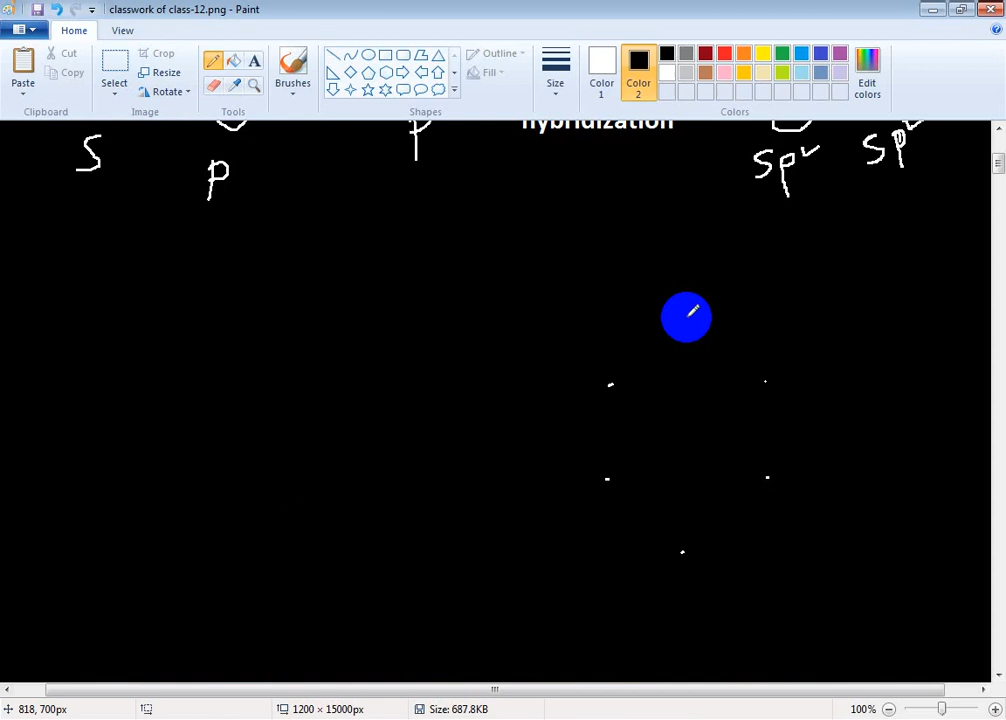 classwork of class-12.png - Paint
Home View
Paste Cut Copy
Clipboard
Select Crop Resize Rotate
Image
A
Tools
Brushes
Shapes
Outline Fill
Size
Color 1 Color 2
Edit colors
Colors
hybridization
S p p sp² sp²
818, 700px 1200 × 15000px Size: 687.8KB 100%